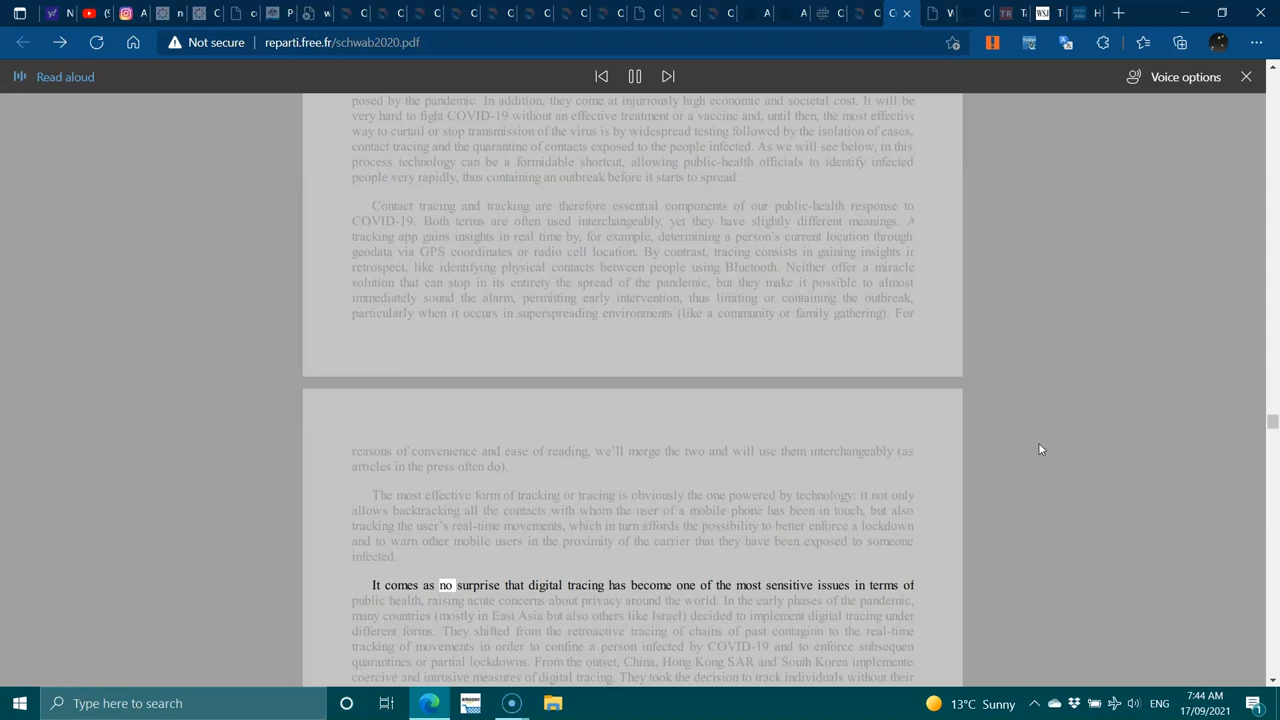 Not secure
reparti.free.fr/schwab2020.pdf
Read aloud
Voice options
posed by the pandemic. In addition, they come at injuriously high economic and societal cost. It will be
very hard to fight COVID-19 without an effective treatment or a vaccine and, until then, the most effective
way to curtail or stop transmission of the virus is by widespread testing followed by the isolation of cases,
contact tracing and the quarantine of contacts exposed to the people infected. As we will see below, in this
process technology can be a formidable shortcut, allowing public-health officials to identify infected
people very rapidly, thus containing an outbreak before it starts to spread.
Contact tracing and tracking are therefore essential components of our public-health response to
COVID-19. Both terms are often used interchangeably, yet they have slightly different meanings. A
tracking app gains insights in real time by, for example, determining a person's current location through
geodata via GPS coordinates or radio cell location. By contrast, tracing consists in gaining insights in
retrospect, like identifying physical contacts between people using Bluetooth. Neither offer a miracle
solution that can stop in its entirety the spread of the pandemic, but they make it possible to almost
immediately sound the alarm, permitting early intervention, thus limiting or containing the outbreak,
particularly when it occurs in superspreading environments (like a community or family gathering). For
reasons of convenience and ease of reading, we'll merge the two and will use them interchangeably (as
articles in the press often do).
The most effective form of tracking or tracing is obviously the one powered by technology: it not only
allows backtracking all the contacts with whom the user of a mobile phone has been in touch, but also
tracking the user's real-time movements, which in turn affords the possibility to better enforce a lockdown
and to warn other mobile users in the proximity of the carrier that they have been exposed to someone
infected.
It comes as no surprise that digital tracing has become one of the most sensitive issues in terms of
public health, raising acute concerns about privacy around the world. In the early phases of the pandemic,
many countries (mostly in East Asia but also others like Israel) decided to implement digital tracing under
different forms. They shifted from the retroactive tracing of chains of past contagion to the real-time
tracking of movements in order to confine a person infected by COVID-19 and to enforce subsequen
quarantines or partial lockdowns. From the outset, China, Hong Kong SAR and South Korea implemente
coercive and intrusive measures of digital tracing. They took the decision to track individuals without their
Type here to search
amazon
13°C Sunny
ENG
7:44 AM
17/09/2021